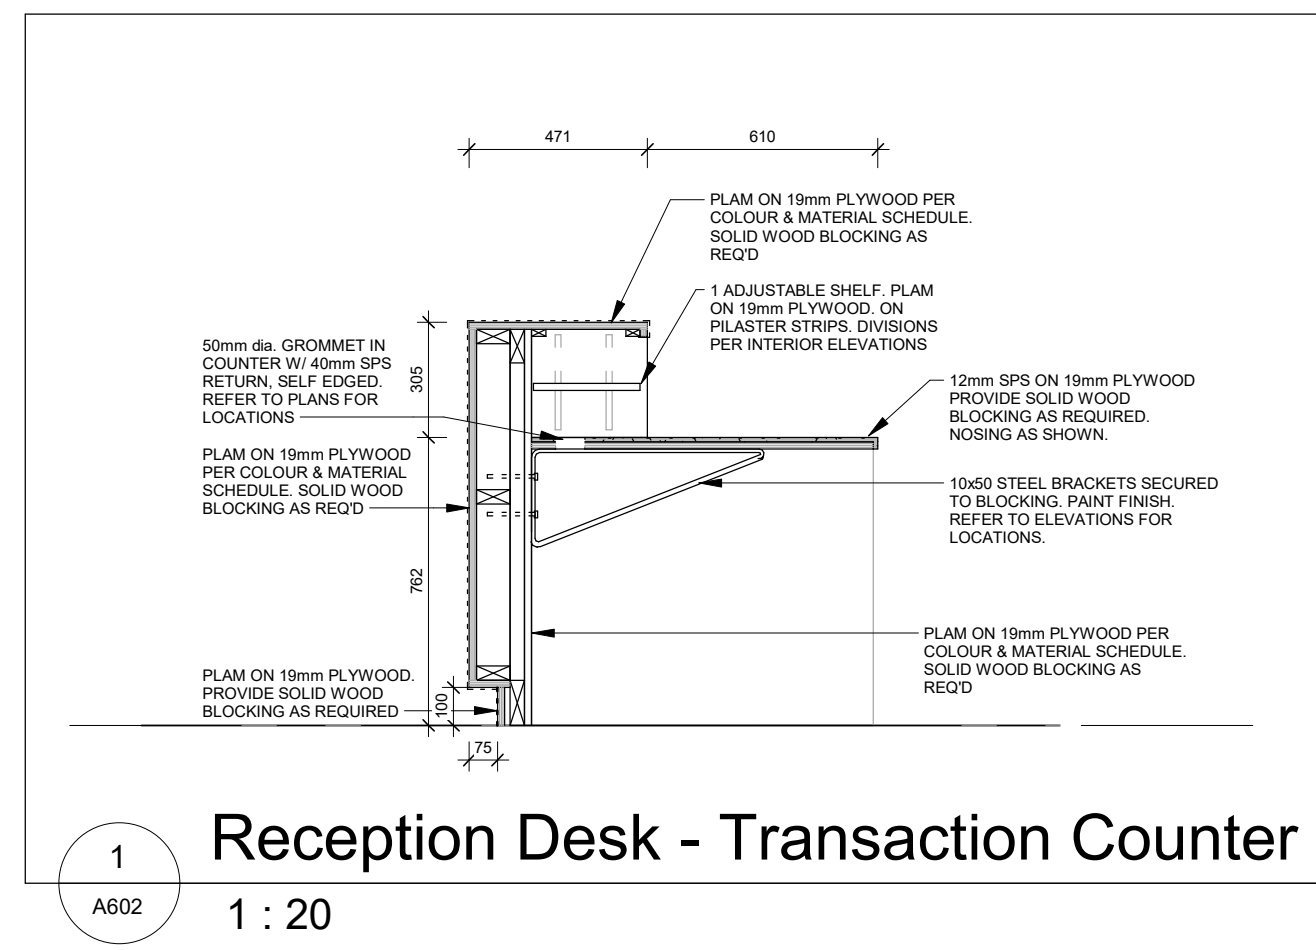 471
610
PLAM ON 19mm PLYWOOD PER
COLOUR & MATERIAL SCHEDULE.
SOLID WOOD BLOCKING AS
REQ'D
1 ADJUSTABLE SHELF. PLAM
ON 19mm PLYWOOD. ON
PILASTER STRIPS. DIVISIONS
PER INTERIOR ELEVATIONS
50mm dia. GROMMET IN
COUNTER W/ 40mm SPS
RETURN, SELF EDGED.
REFER TO PLANS FOR
LOCATIONS
305
12mm SPS ON 19mm PLYWOOD
PROVIDE SOLID WOOD
BLOCKING AS REQUIRED.
NOSING AS SHOWN.
PLAM ON 19mm PLYWOOD
PER COLOUR & MATERIAL
SCHEDULE. SOLID WOOD
BLOCKING AS REQ'D
10x50 STEEL BRACKETS SECURED
TO BLOCKING. PAINT FINISH.
REFER TO ELEVATIONS FOR
LOCATIONS.
762
PLAM ON 19mm PLYWOOD PER
COLOUR & MATERIAL SCHEDULE.
SOLID WOOD BLOCKING AS
REQ'D
PLAM ON 19mm PLYWOOD.
PROVIDE SOLID WOOD
BLOCKING AS REQUIRED
100
75
1
Reception Desk - Transaction Counter
A602
1 : 20